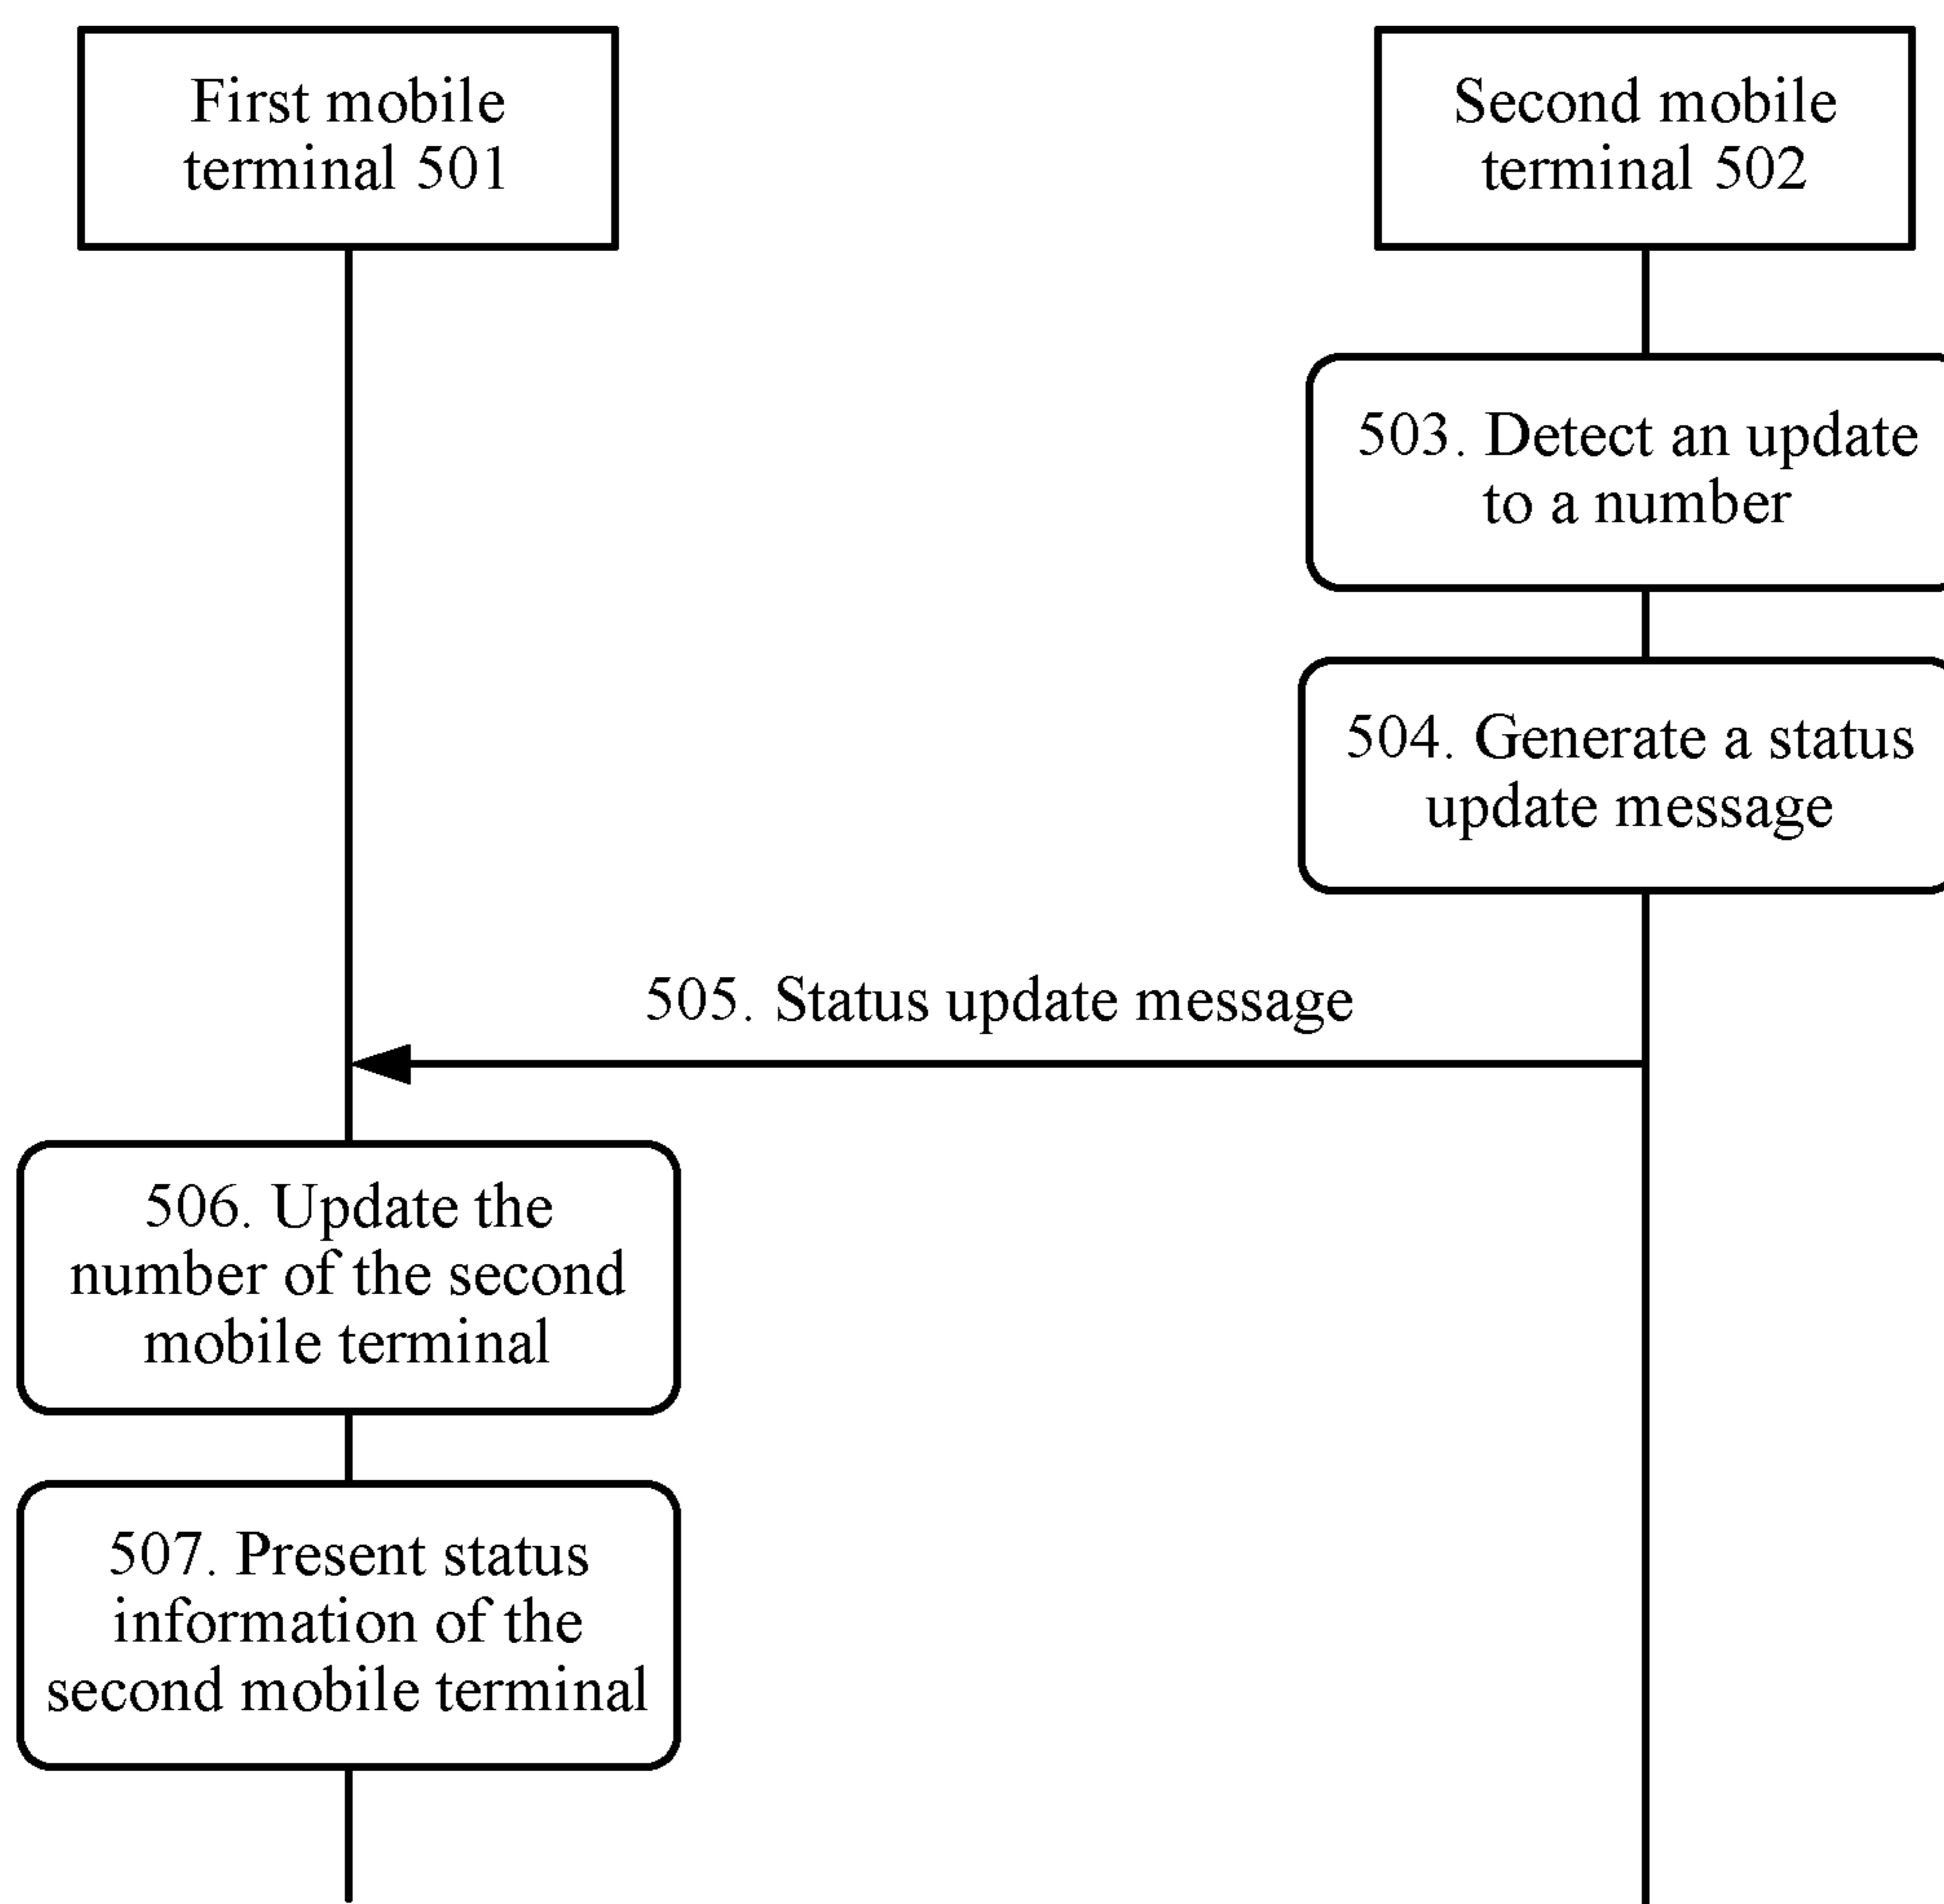 First mobile
terminal 501
Second mobile
terminal 502
503. Detect an update
to a number
504. Generate a status
update message
505. Status update message
506. Update the
number of the second
mobile terminal
507. Present status
information of the
second mobile terminal